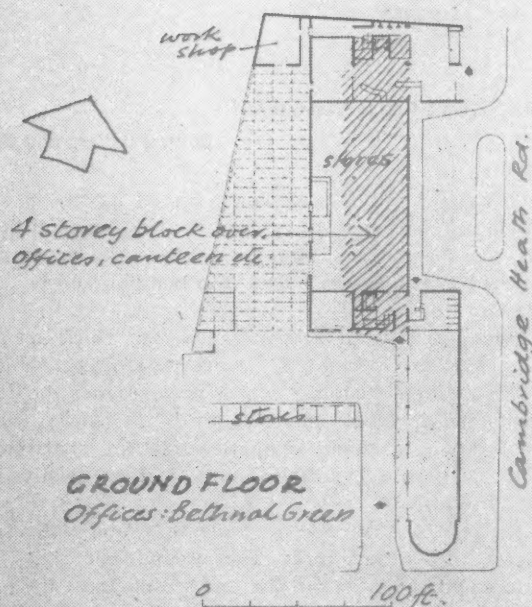 work
shop
stores
4 storey block over.
offices, canteen etc
Cambridge Heath Rd.
stores
GROUND FLOOR
Offices: Bethnal Green
0 100 ft.